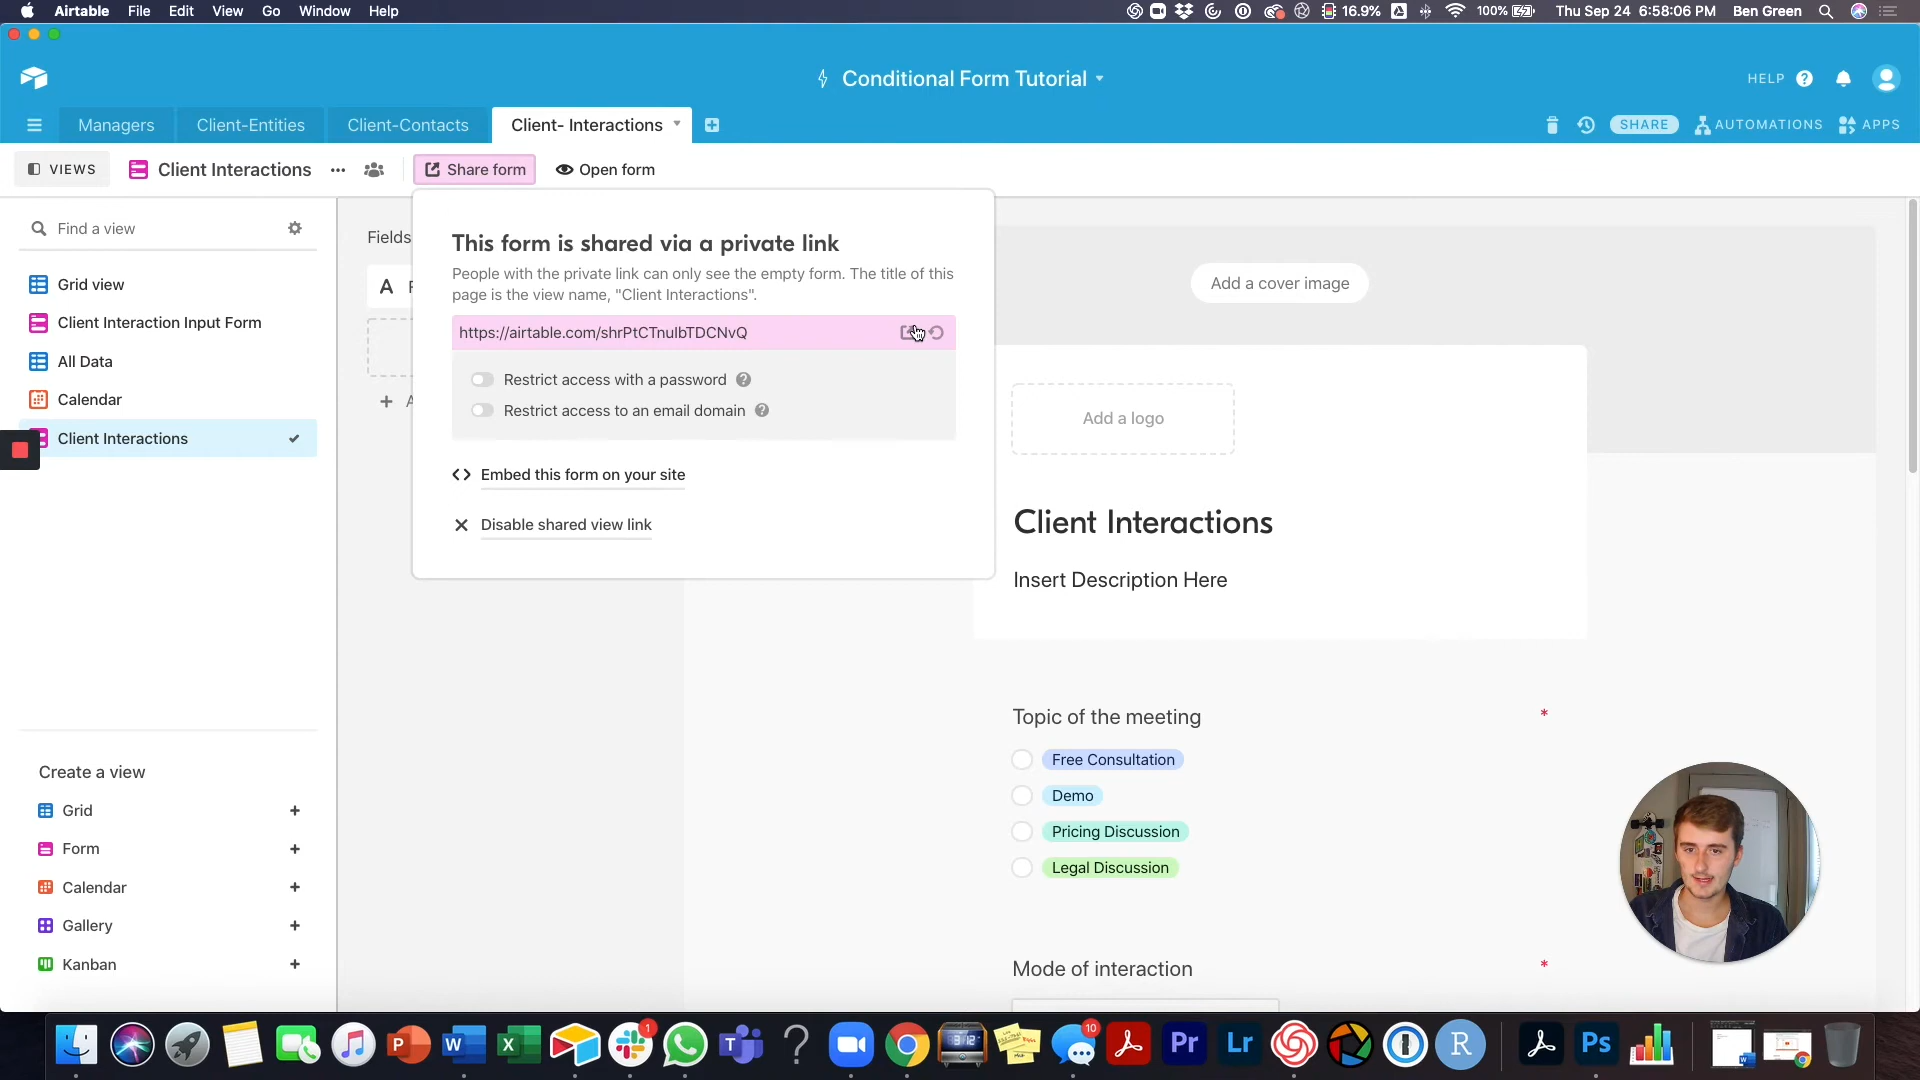 Airtable File Edit View Go Window Help 16.9% 100% Thu Sep 24 6:58:06 PM Ben Green
Conditional Form Tutorial
HELP
Managers Client-Entities Client-Contacts Client- Interactions
SHARE AUTOMATIONS APPS
VIEWS Client Interactions Share form Open form
Find a view
Grid view
Client Interaction Input Form
All Data
Calendar
Client Interactions
Create a view
Grid
Form
Calendar
Gallery
Kanban
Fields
This form is shared via a private link
People with the private link can only see the empty form. The title of this
page is the view name, "Client Interactions".
https://airtable.com/shrPtCTnuIbTDCNvQ
Restrict access with a password
Restrict access to an email domain
Embed this form on your site
Disable shared view link
Add a cover image
Add a logo
Client Interactions
Insert Description Here
Topic of the meeting *
Free Consultation
Demo
Pricing Discussion
Legal Discussion
Mode of interaction *